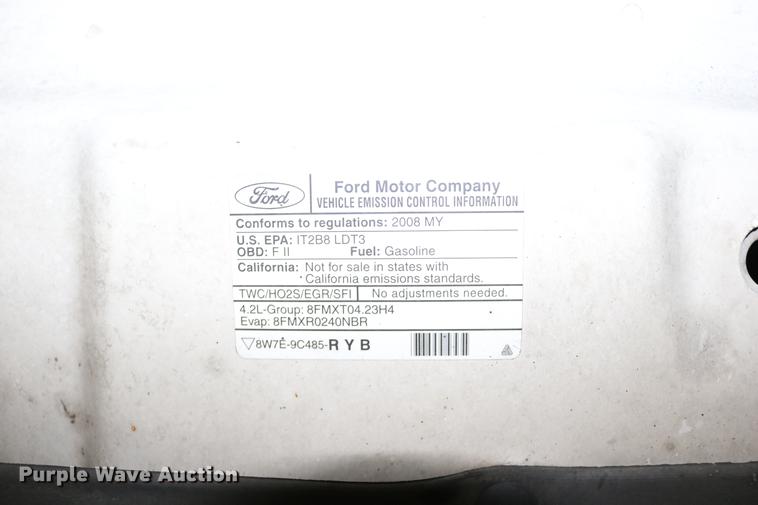 Ford
Ford Motor Company
VEHICLE EMISSION CONTROL INFORMATION
Conforms to regulations: 2008 MY
U.S. EPA: IT2B8 LDT3
OBD: F II Fuel: Gasoline
California: Not for sale in states with
California emissions standards.
TWC/HO2S/EGR/SFI No adjustments needed.
4.2L-Group: 8FMXT04.23H4
Evap: 8FMXR0240NBR
8W7E-9C485-R Y B
Purple Wave Auction